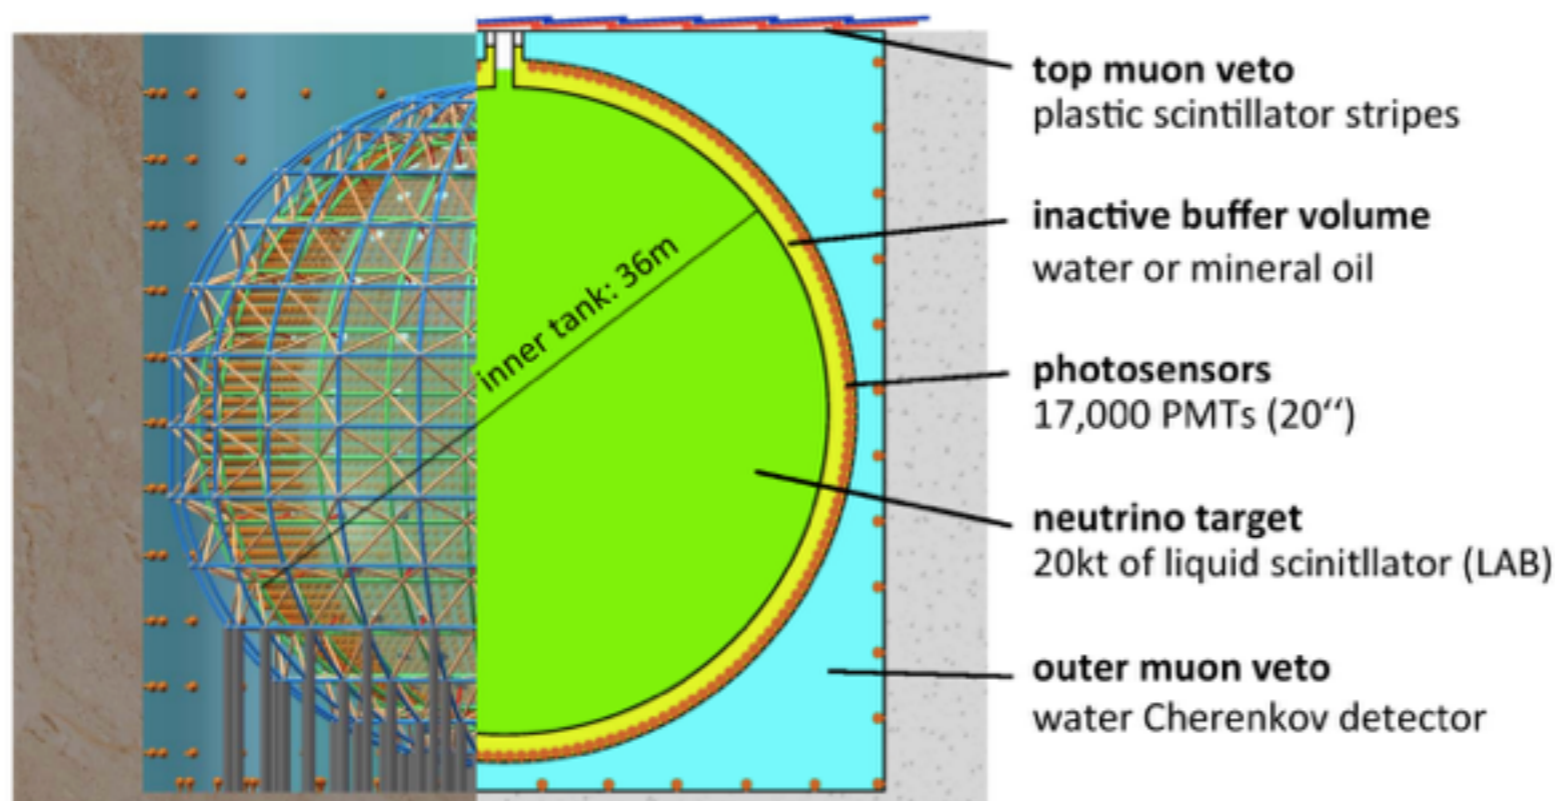 top muon veto
plastic scintillator stripes
inactive buffer volume
water or mineral oil
inner tank: 36m
photosensors
17,000 PMTs (20“)
neutrino target
20kt of liquid scinitllator (LAB)
outer muon veto
water Cherenkov detector